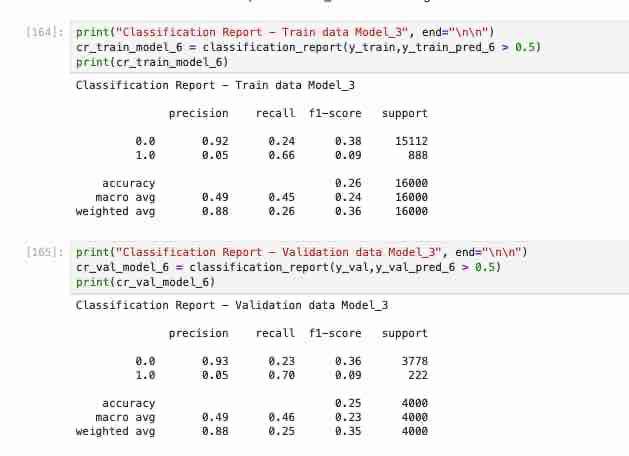 [164]: print("Classification Report – Train data Model_3", end="\n\n")
cr_train_model_6 = classification_report(y_train,y_train_pred_6 > 0.5)
print(cr_train_model_6)
Classification Report – Train data Model_3
precision recall f1-score support
0.0 0.92 0.24 0.38 15112
1.0 0.05 0.66 0.09 888
accuracy 0.26 16000
macro avg 0.49 0.45 0.24 16000
weighted avg 0.88 0.26 0.36 16000
[165]: print("Classification Report – Validation data Model_3", end="\n\n")
cr_val_model_6 = classification_report(y_val,y_val_pred_6 > 0.5)
print(cr_val_model_6)
Classification Report – Validation data Model_3
precision recall f1-score support
0.0 0.93 0.23 0.36 3778
1.0 0.05 0.70 0.09 222
accuracy 0.25 4000
macro avg 0.49 0.46 0.23 4000
weighted avg 0.88 0.25 0.35 4000